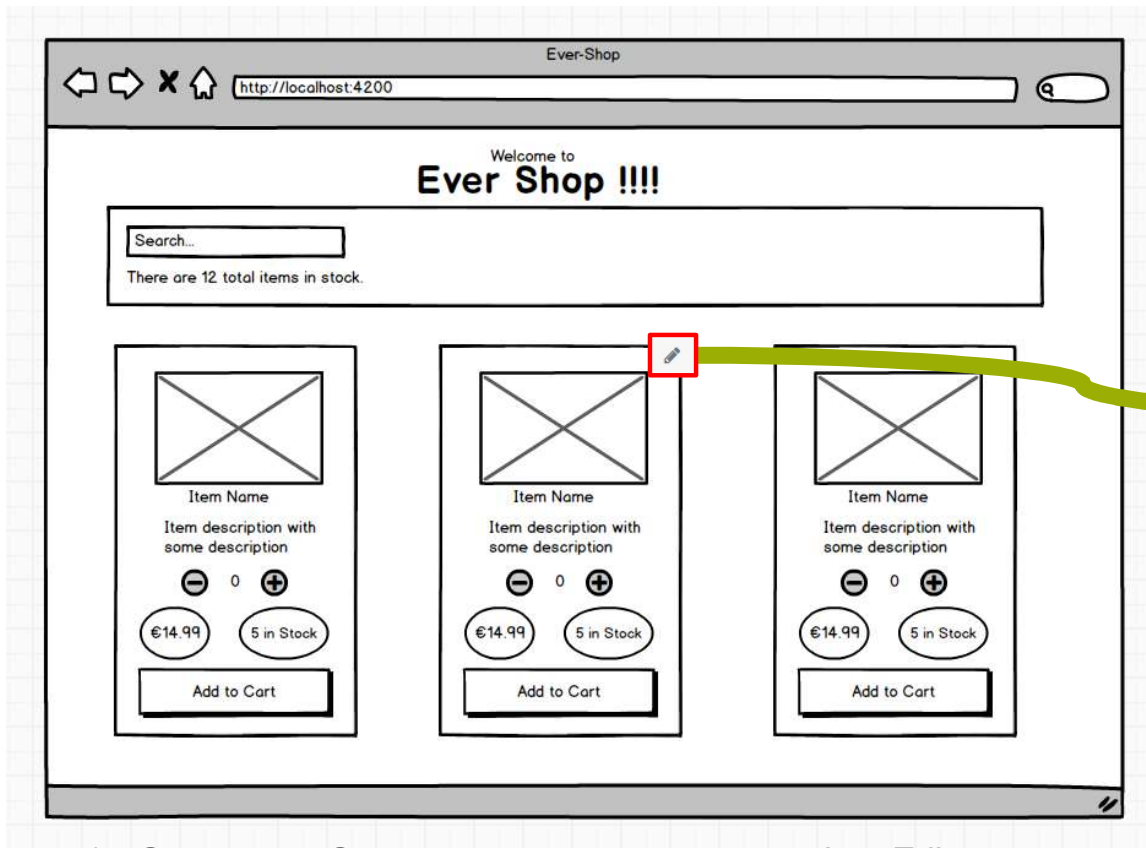 Ever-Shop
http://localhost:4200
Welcome to
Ever Shop !!!!
Search...
There are 12 total items in stock.
Item Name
Item description with
some description
0
€14.99
5 in Stock
Add to Cart
Item Name
Item description with
some description
0
€14.99
5 in Stock
Add to Cart
Item Name
Item description with
some description
0
€14.99
5 in Stock
Add to Cart